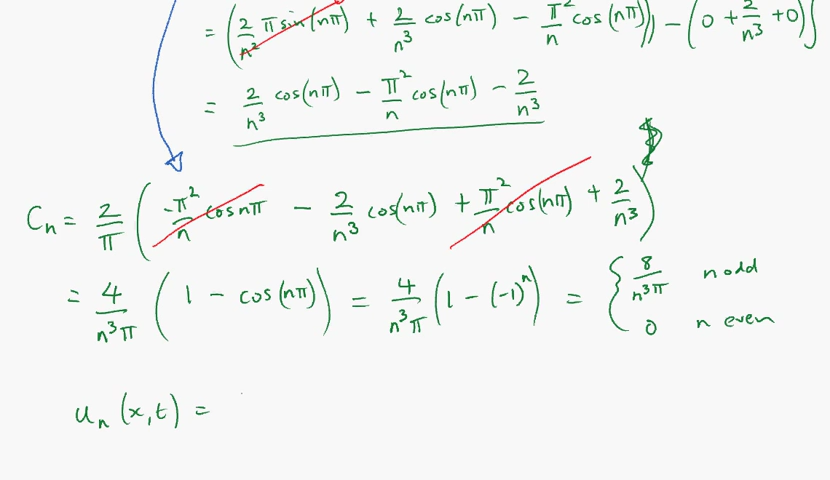 = (2/n² π sin(nπ) + 2/n³ cos(nπ) − π²/n cos(nπ)) − (0 + 2/n³ + 0))
= 2/n³ cos(nπ) − π²/n cos(nπ) − 2/n³
Cn = 2/π (−π²/n cos nπ − 2/n³ cos(nπ) + π²/n cos(nπ) + 2/n³)
= 4/n³π (1 − cos(nπ)) = 4/n³π (1 − (−1)ⁿ) = { 8/n³π n odd
0 n even
uₙ(x,t) =